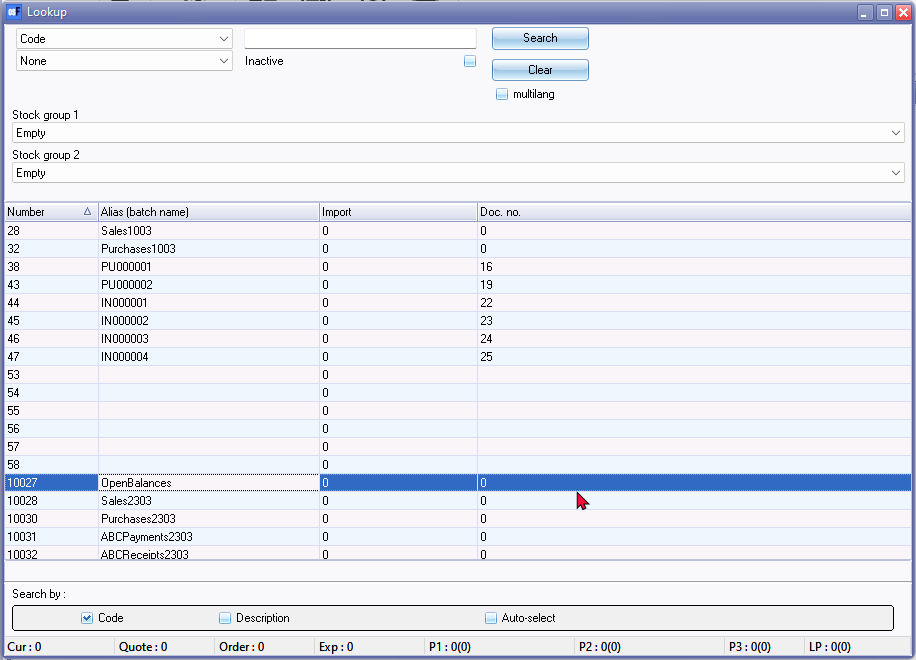 Lookup
Code Search
None Inactive Clear
multilang
Stock group 1
Empty
Stock group 2
Empty
Number Alias (batch name) Import Doc. no.
28 Sales1003 0 0
32 Purchases1003 0 0
38 PU000001 0 16
43 PU000002 0 19
44 IN000001 0 22
45 IN000002 0 23
46 IN000003 0 24
47 IN000004 0 25
53 0
54 0
55 0
56 0
57 0
58 0
10027 OpenBalances 0 0
10028 Sales2303 0 0
10030 Purchases2303 0 0
10031 ABCPayments2303 0 0
10032 ABCReceipts2303 0 0
Search by :
Code Description Auto-select
Cur : 0 Quote : 0 Order : 0 Exp : 0 P1 : 0(0) P2 : 0(0) P3 : 0(0) LP : 0(0)